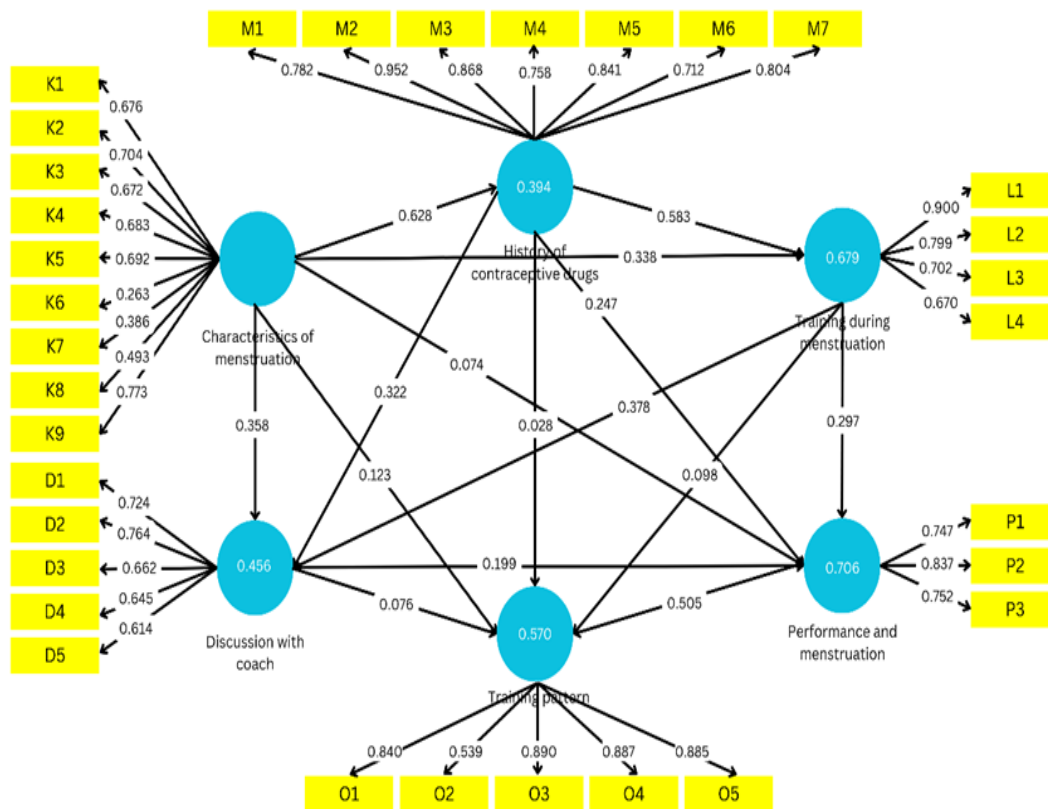 M1 M2 M3 M4 M5 M6 M7
0.782 0.952 0.868 0.758 0.841 0.712 0.804
K1
0.676
K2
0.704
K3
0.672
K4
0.683
K5
0.692
K6
0.263
K7
0.386
K8
0.493
K9
0.773
0.394
History of
contraceptive drugs
0.628
0.583
0.338
L1
0.900
L2
0.799
L3
0.702
L4
0.670
0.679
Training during
menstruation
Characteristics of
menstruation
0.247
0.074
0.322
0.378
0.358
0.028
0.297
0.123
0.098
D1
0.724
D2
0.764
D3
0.662
D4
0.645
D5
0.614
0.456
Discussion with
coach
0.199
0.076
0.505
0.570
Training pattern
0.706
Performance and
menstruation
P1
0.747
P2
0.837
P3
0.752
0.840 0.539 0.890 0.887 0.885
O1 O2 O3 O4 O5